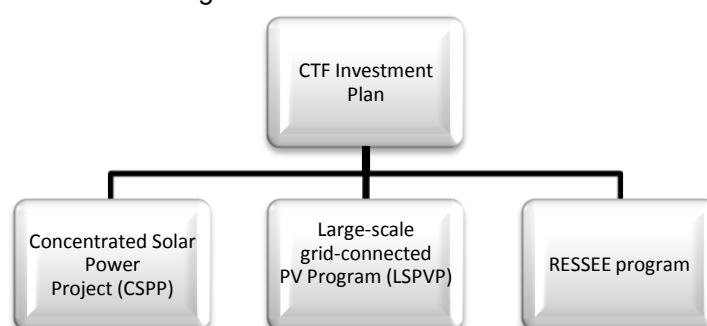 CTF Investment
Plan
Concentrated Solar
Power
Project (CSPP)
Large-scale
grid-connected
PV Program (LSPVP)
RESSEE program